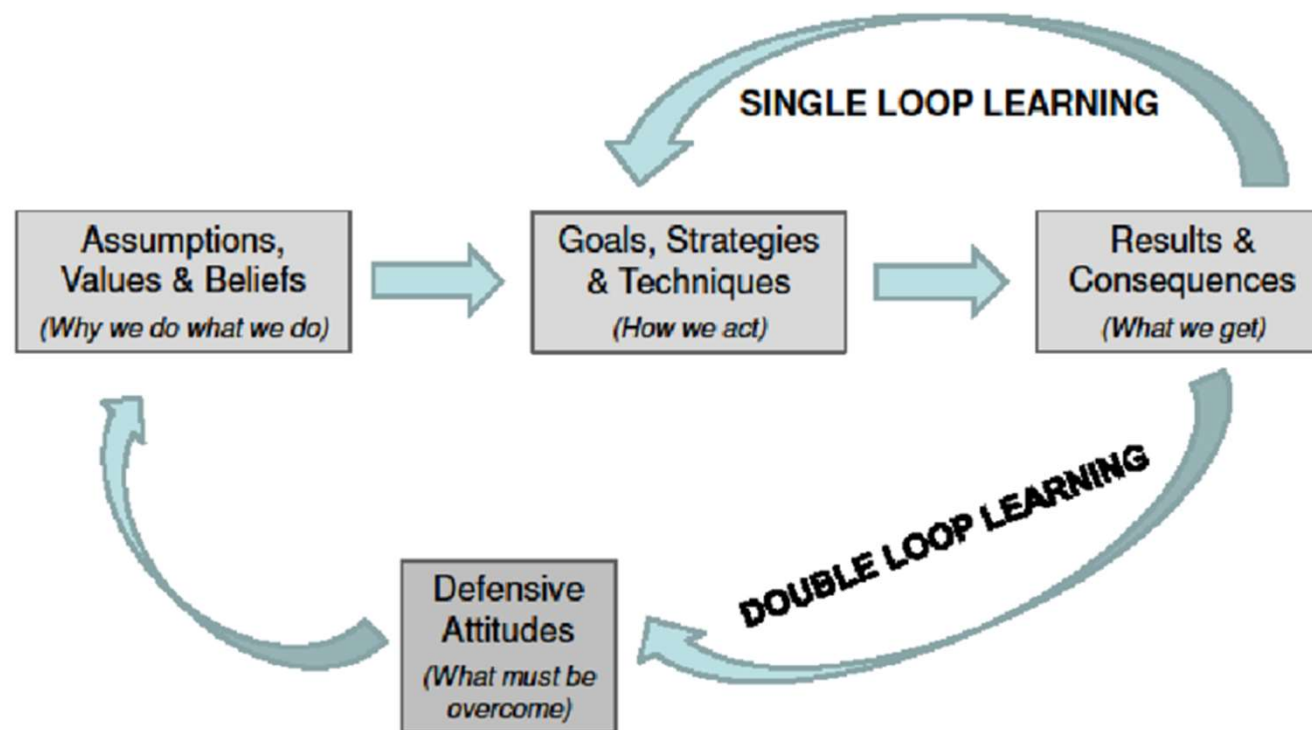 SINGLE LOOP LEARNING
Assumptions,
Values & Beliefs
(Why we do what we do)
Goals, Strategies
& Techniques
(How we act)
Results &
Consequences
(What we get)
DOUBLE LOOP LEARNING
Defensive
Attitudes
(What must be
overcome)